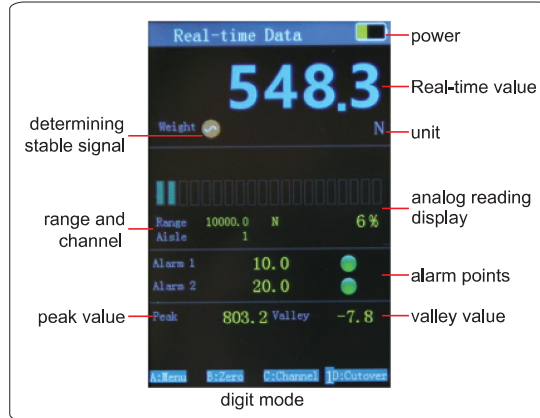 Real-time Data
power
548.3
Real-time value
determining
stable signal
Weight
N
unit
range and
channel
Range 10000.0 N 6%
Aisle 1
analog reading
display
Alarm 1 10.0
Alarm 2 20.0
alarm points
peak value
Peak 803.2 Valley -7.8
valley value
A:Menu B:Zero C:Channel 1D:Cutover
digit mode